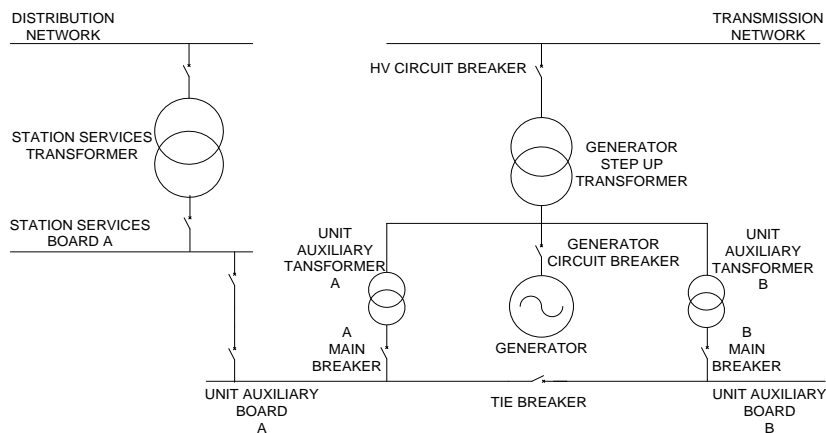 DISTRIBUTION
NETWORK
TRANSMISSION
NETWORK
HV CIRCUIT BREAKER
STATION SERVICES
TRANSFORMER
GENERATOR
STEP UP
TRANSFORMER
STATION SERVICES
BOARD A
UNIT
AUXILIARY
TANSFORMER
A
GENERATOR
CIRCUIT BREAKER
UNIT
AUXILIARY
TANSFORMER
B
A
MAIN
BREAKER
GENERATOR
B
MAIN
BREAKER
UNIT AUXILIARY
BOARD
A
TIE BREAKER
UNIT AUXILIARY
BOARD
B